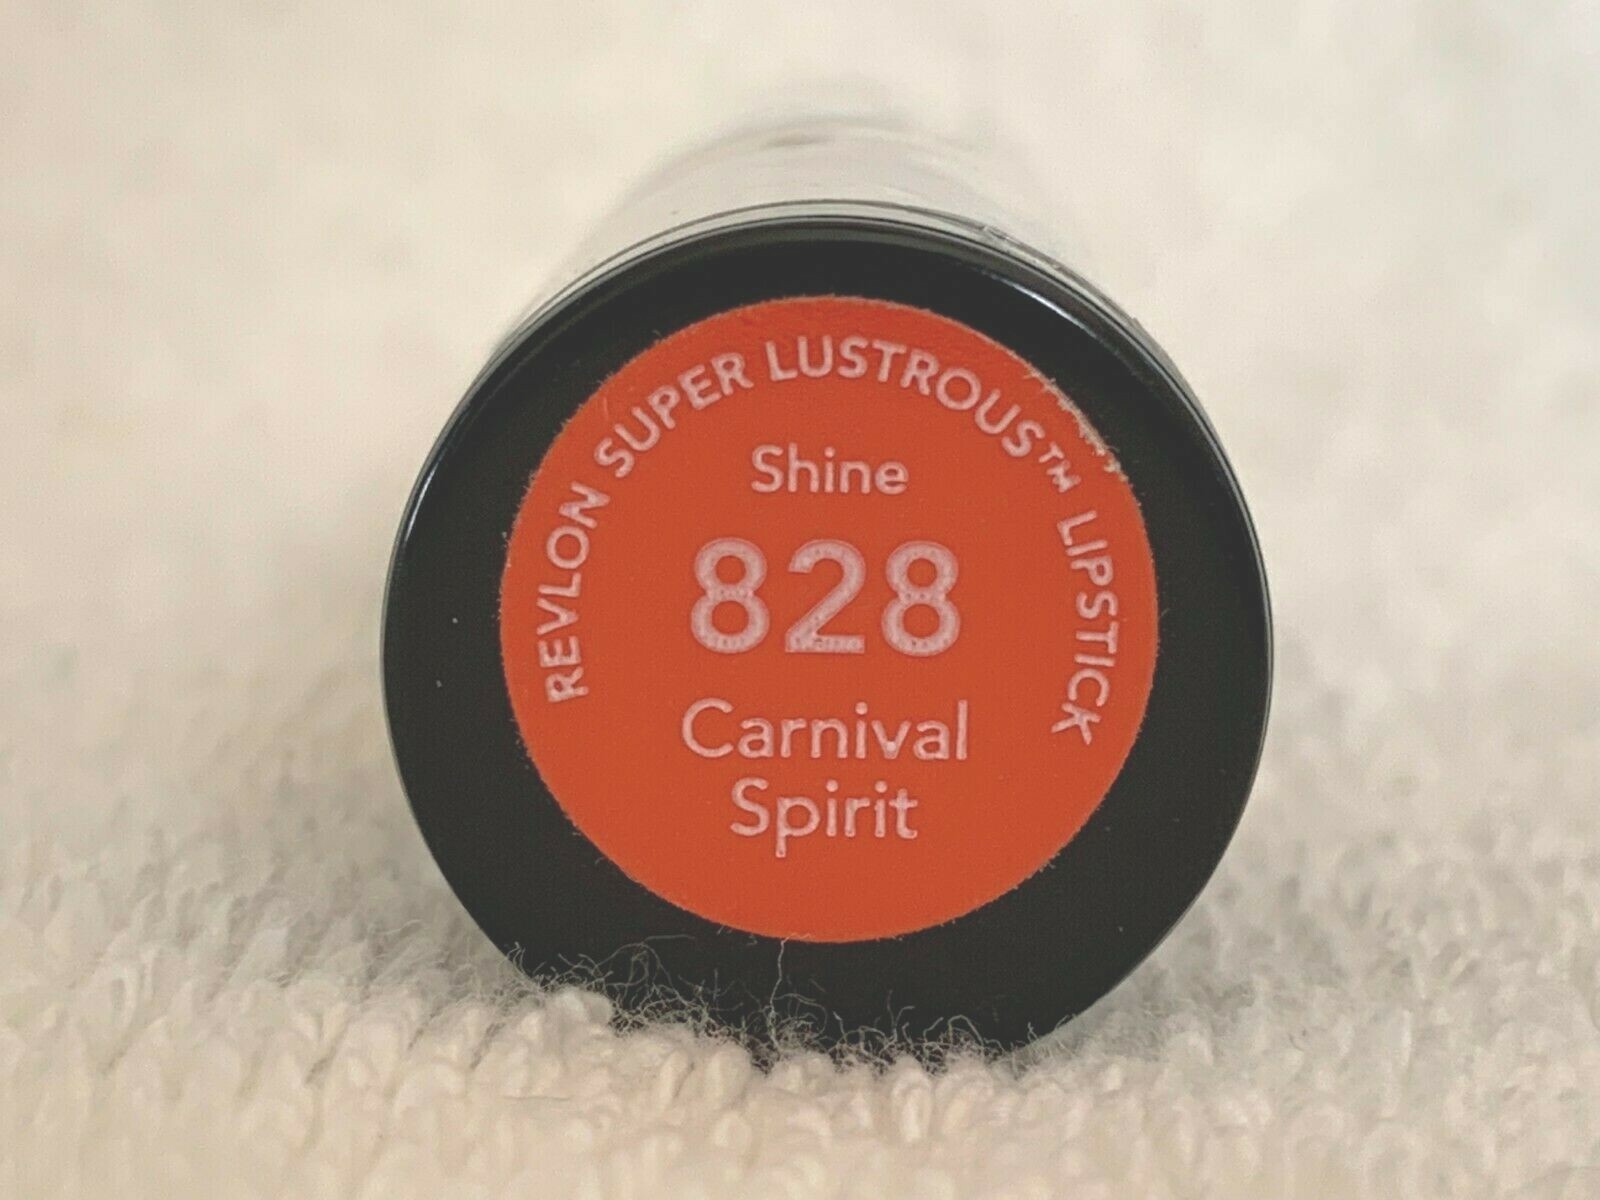 REVLON SUPER LUSTROUS™ LIPSTICK
Shine
828
Carnival
Spirit